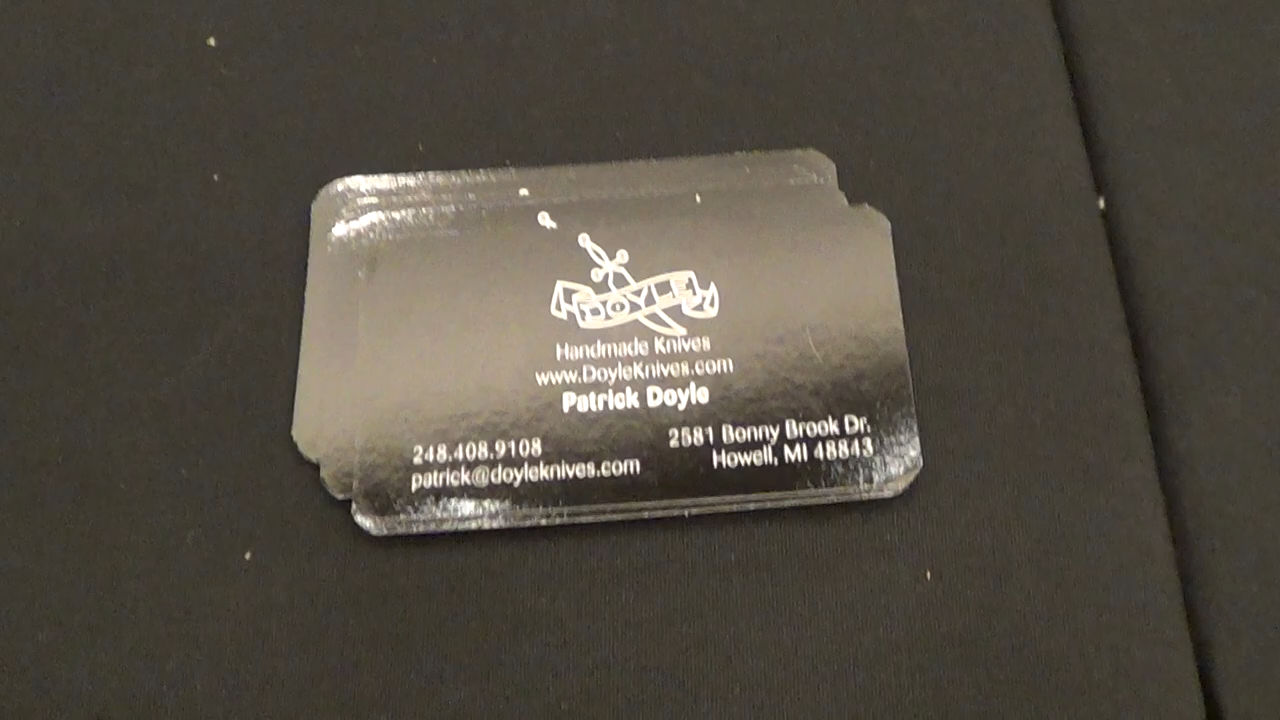 DOYLE
Handmade Knives
www.DoyleKnives.com
Patrick Doyle
248.408.9108
patrick@doyleknives.com
2581 Bonny Brook Dr.
Howell, MI 48843